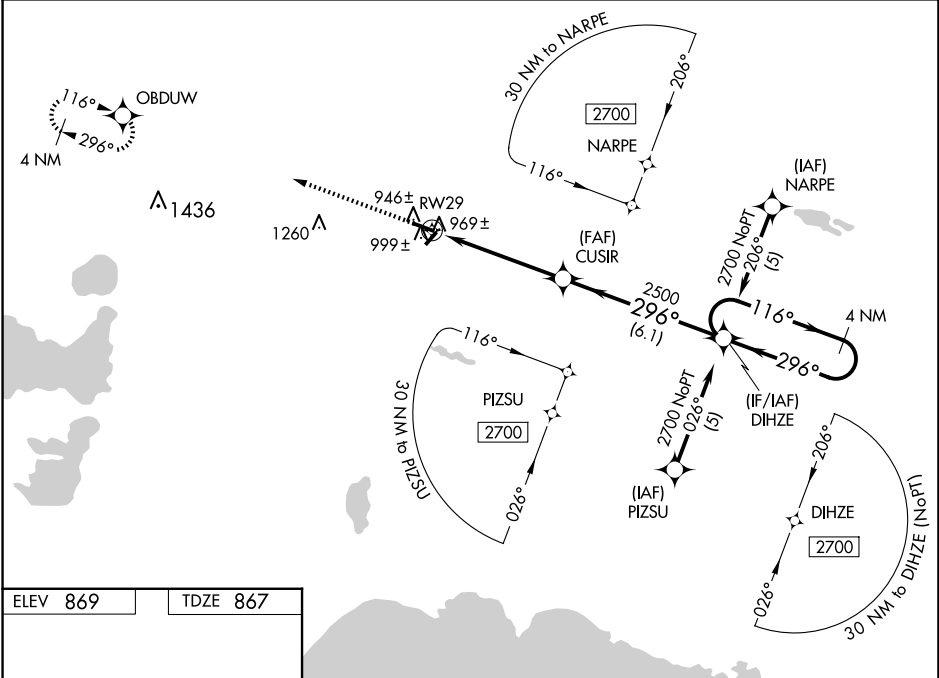 30 NM to NARPE
206°
2700
NARPE
116°
116°
OBDUW
296°
4 NM
1436
1260
946±
RW29
969±
999±
(FAF)
CUSIR
(IAF)
NARPE
2700 NoPT
206°
(5)
2500
296°
(6.1)
116°
4 NM
296°
(IF/IAF)
DIHZE
2700 NoPT
026°
(5)
(IAF)
PIZSU
116°
PIZSU
2700
30 NM to PIZSU
026°
206°
DIHZE
2700
026°
30 NM to DIHZE (NoPT)
ELEV 869
TDZE 867